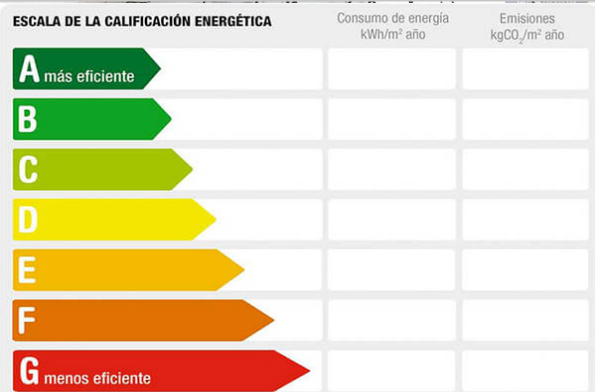 ESCALA DE LA CALIFICACIÓN ENERGÉTICA
Consumo de energía
kWh/m² año
Emisiones
kgCO₂/m² año
A más eficiente
B
C
D
E
F
G menos eficiente